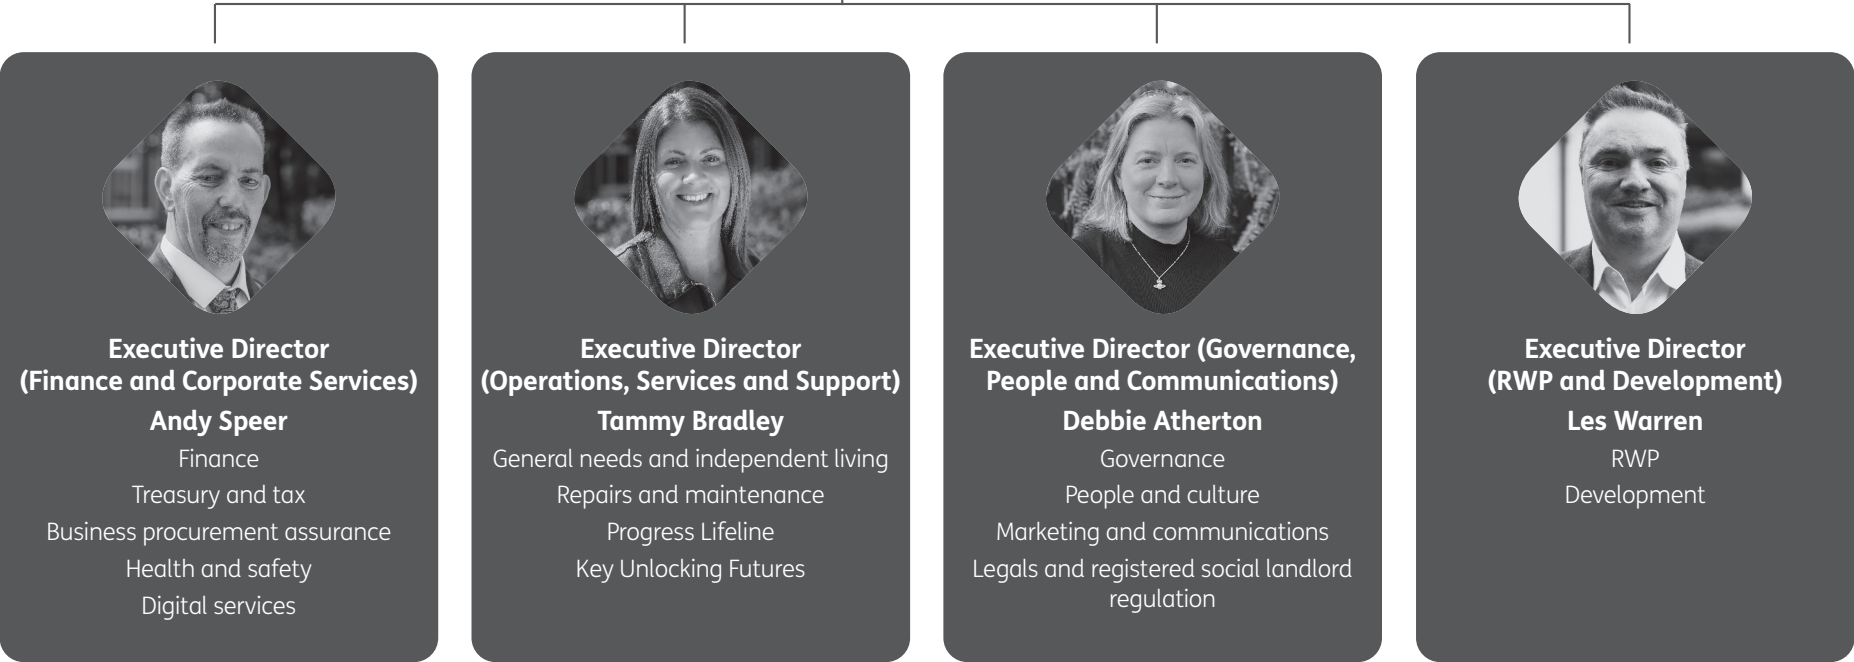 Executive Director
(Finance and Corporate Services)
Andy Speer
Finance
Treasury and tax
Business procurement assurance
Health and safety
Digital services
Executive Director
(Operations, Services and Support)
Tammy Bradley
General needs and independent living
Repairs and maintenance
Progress Lifeline
Key Unlocking Futures
Executive Director (Governance,
People and Communications)
Debbie Atherton
Governance
People and culture
Marketing and communications
Legals and registered social landlord
regulation
Executive Director
(RWP and Development)
Les Warren
RWP
Development